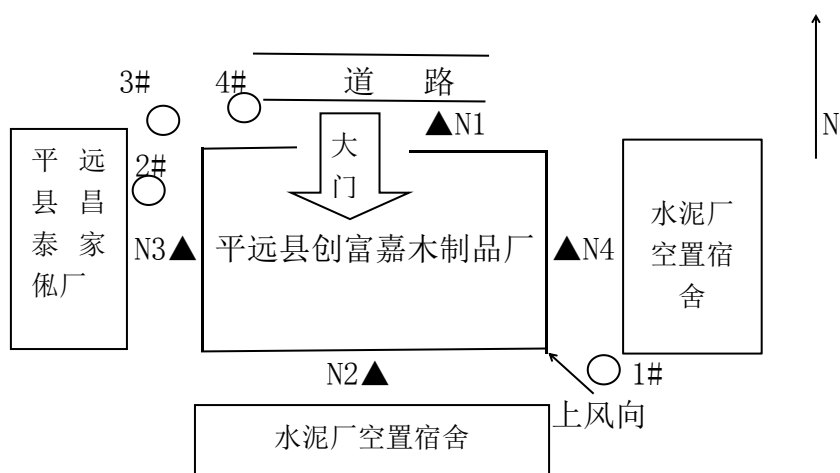 道 路
3#
4#
▲N1
N
大
门
平 远
县 昌
泰 家
俬厂
2#
N3▲
平远县创富嘉木制品厂
▲N4
水泥厂
空置宿
舍
N2▲
1#
上风向
水泥厂空置宿舍